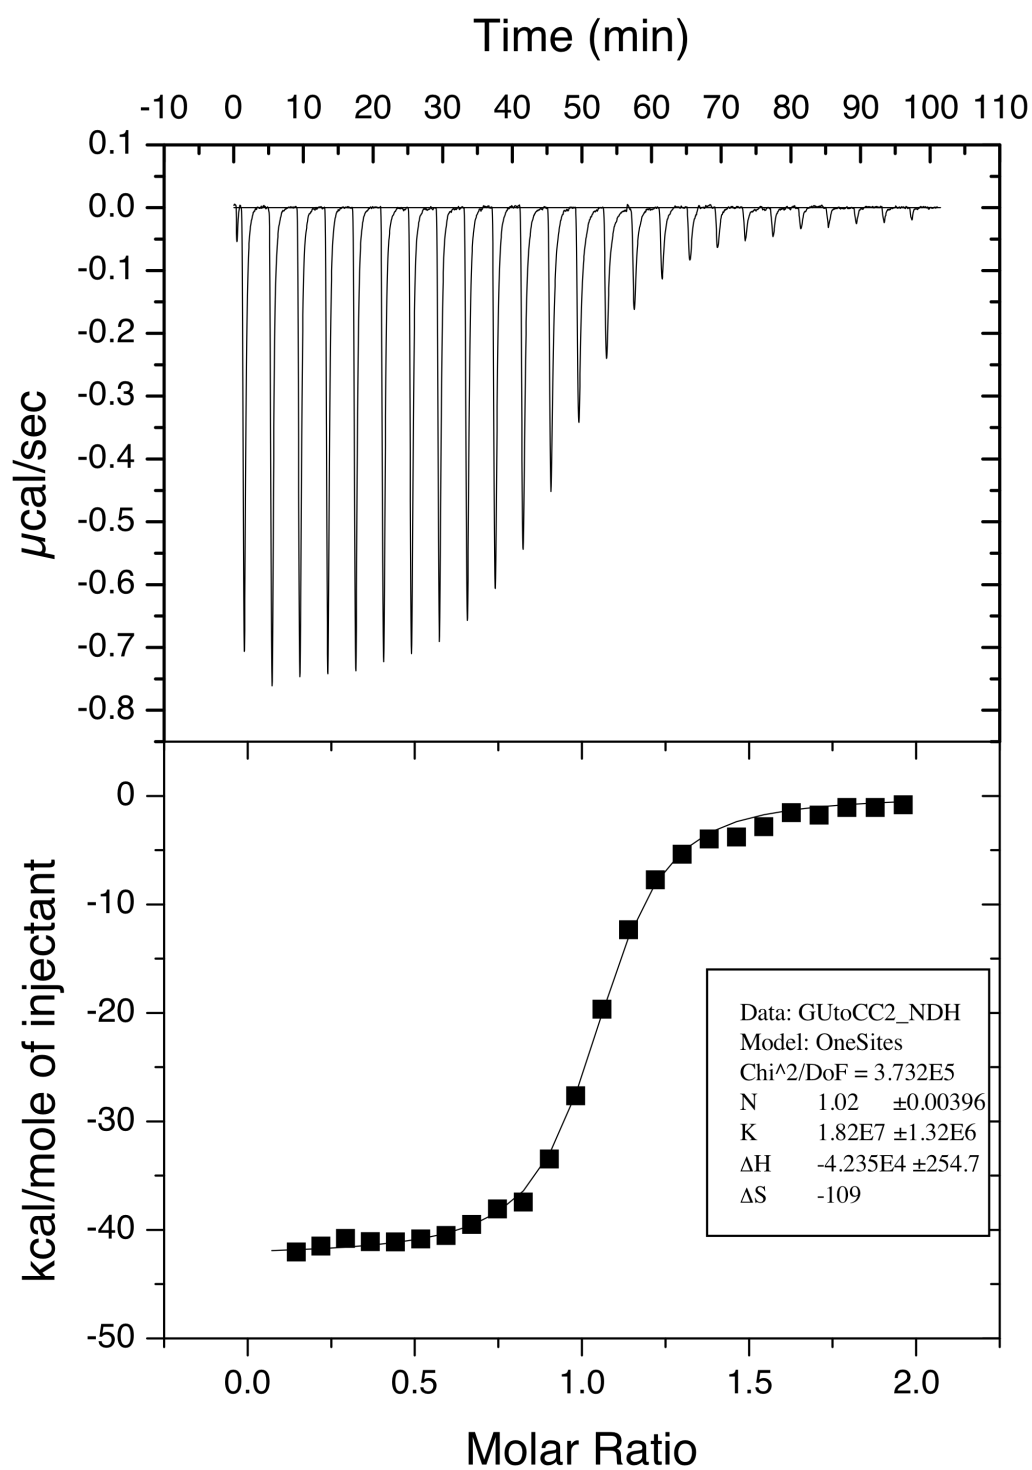 Time (min)
-10 0 10 20 30 40 50 60 70 80 90 100 110
0.1
0.0
-0.1
-0.2
-0.3
-0.4
-0.5
-0.6
-0.7
-0.8
µcal/sec
0
-10
-20
-30
-40
-50
kcal/mole of injectant
Data: GUtoCC2_NDH
Model: OneSites
Chi^2/DoF = 3.732E5
N 1.02 ±0.00396
K 1.82E7 ±1.32E6
ΔH -4.235E4 ±254.7
ΔS -109
0.0 0.5 1.0 1.5 2.0
Molar Ratio